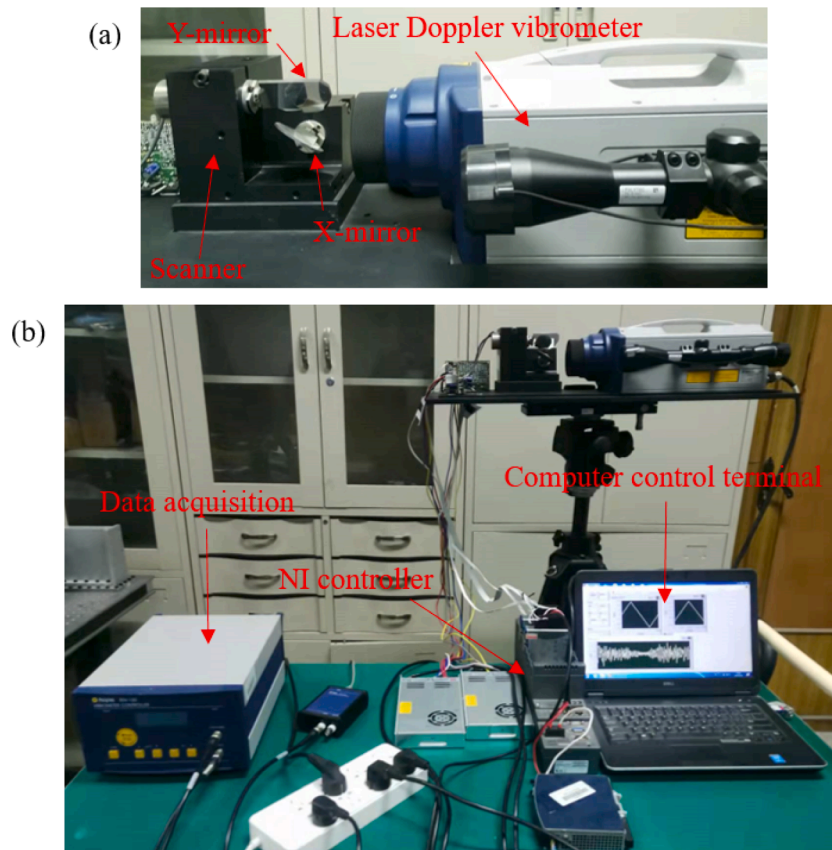 (a)
Y-mirror
Laser Doppler vibrometer
X-mirror
Scanner
(b)
Data acquisition
Computer control terminal
NI controller